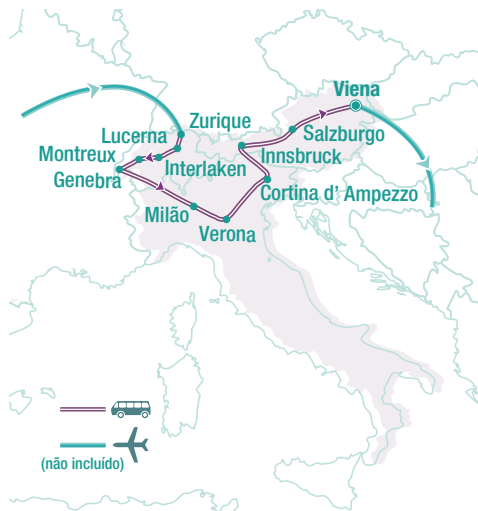 Viena
Zurique
Salzburgo
Lucerna
Innsbruck
Montreux
Interlaken
Genebra
Cortina d' Ampezzo
Milão
Verona
(não incluído)